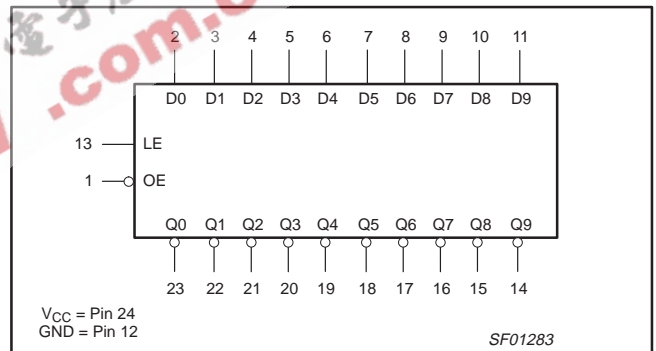 .com.
2 3 4 5 6 7 8 9 10 11
D0 D1 D2 D3 D4 D5 D6 D7 D8 D9
13 LE
1 OE
Q0 Q1 Q2 Q3 Q4 Q5 Q6 Q7 Q8 Q9
23 22 21 20 19 18 17 16 15 14
VCC = Pin 24
GND = Pin 12
SF01283